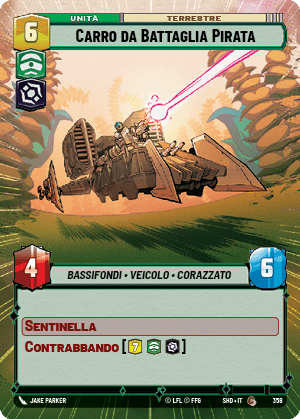 UNITÀ TERRESTRE
6 CARRO DA BATTAGLIA PIRATA
4 BASSIFONDI • VEICOLO • CORAZZATO 6
SENTINELLA
CONTRABBANDO [7]
JAKE PARKER © LFL © FFG SHD • IT 358